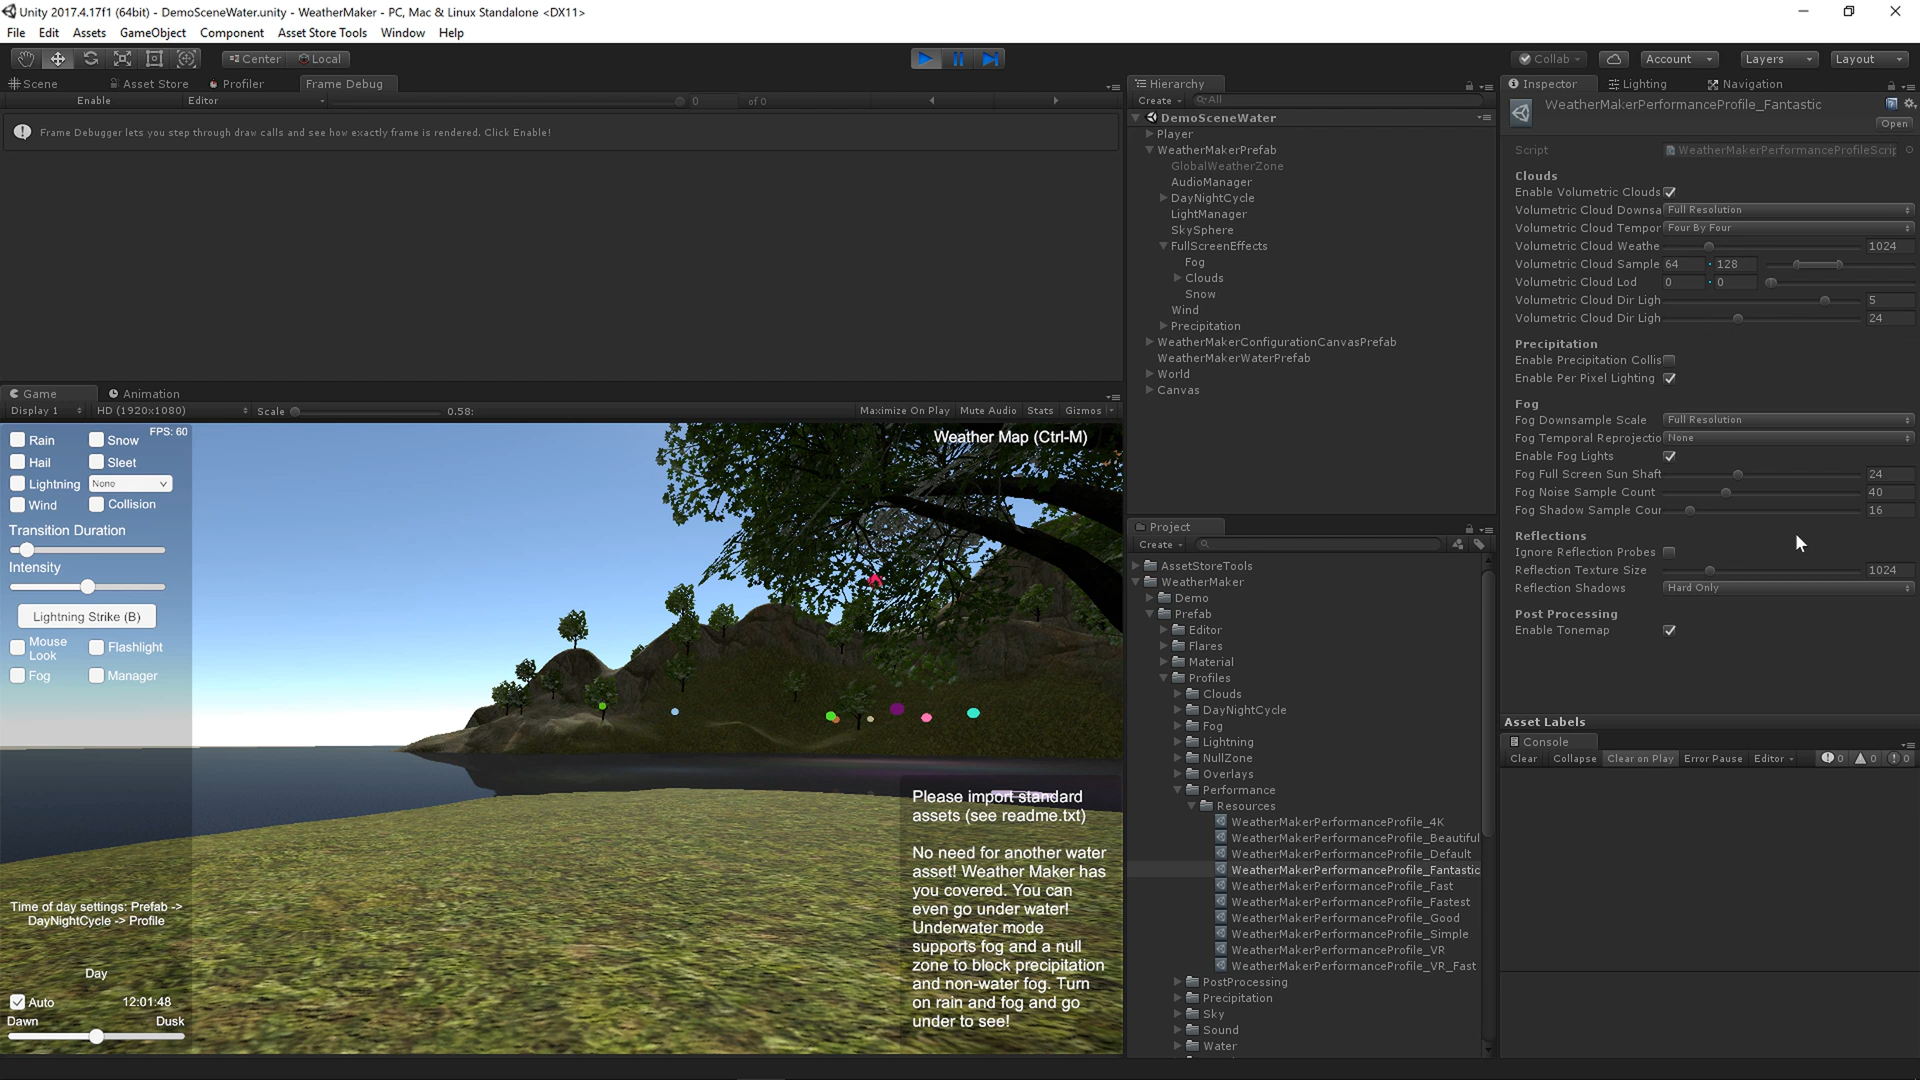 Unity 2017.4.17f1 (64bit) - DemoSceneWater.unity - WeatherMaker - PC, Mac & Linux Standalone <DX11>
File Edit Assets GameObject Component Asset Store Tools Window Help
Center Local
Collab Account Layers Layout
Scene Asset Store Profiler Frame Debug
Enable Editor 0 of 0
Frame Debugger lets you step through draw calls and see how exactly frame is rendered. Click Enable!
Game Animation
Display 1 HD (1920x1080) Scale 0.58: Maximize On Play Mute Audio Stats Gizmos
FPS: 60
Rain Snow
Hail Sleet
Lightning None
Wind Collision
Transition Duration
Intensity
Lightning Strike (B)
Mouse Look Flashlight
Fog Manager
Time of day settings: Prefab ->
DayNightCycle -> Profile
Day
Auto 12:01:48
Dawn Dusk
Weather Map (Ctrl-M)
Please import standard
assets (see readme.txt)
No need for another water
asset! Weather Maker has
you covered. You can
even go under water!
Underwater mode
supports fog and a null
zone to block precipitation
and non-water fog. Turn
on rain and fog and go
under to see!
Hierarchy
Create All
DemoSceneWater
Player
WeatherMakerPrefab
GlobalWeatherZone
AudioManager
DayNightCycle
LightManager
SkySphere
FullScreenEffects
Fog
Clouds
Snow
Wind
Precipitation
WeatherMakerConfigurationCanvasPrefab
WeatherMakerWaterPrefab
World
Canvas
Project
Create
AssetStoreTools
WeatherMaker
Demo
Prefab
Editor
Flares
Material
Profiles
Clouds
DayNightCycle
Fog
Lightning
NullZone
Overlays
Performance
Resources
WeatherMakerPerformanceProfile_4K
WeatherMakerPerformanceProfile_Beautiful
WeatherMakerPerformanceProfile_Default
WeatherMakerPerformanceProfile_Fantastic
WeatherMakerPerformanceProfile_Fast
WeatherMakerPerformanceProfile_Fastest
WeatherMakerPerformanceProfile_Good
WeatherMakerPerformanceProfile_Simple
WeatherMakerPerformanceProfile_VR
WeatherMakerPerformanceProfile_VR_Fast
PostProcessing
Precipitation
Sky
Sound
Water
Inspector Lighting Navigation
WeatherMakerPerformanceProfile_Fantastic
Open
Script WeatherMakerPerformanceProfileScrip
Clouds
Enable Volumetric Clouds
Volumetric Cloud Downsa Full Resolution
Volumetric Cloud Tempor Four By Four
Volumetric Cloud Weathe 1024
Volumetric Cloud Sample 64 - 128
Volumetric Cloud Lod 0 - 0
Volumetric Cloud Dir Ligh 5
Volumetric Cloud Dir Ligh 24
Precipitation
Enable Precipitation Collis
Enable Per Pixel Lighting
Fog
Fog Downsample Scale Full Resolution
Fog Temporal Reprojectio None
Enable Fog Lights
Fog Full Screen Sun Shaft 24
Fog Noise Sample Count 40
Fog Shadow Sample Cour 16
Reflections
Ignore Reflection Probes
Reflection Texture Size 1024
Reflection Shadows Hard Only
Post Processing
Enable Tonemap
Asset Labels
Console
Clear Collapse Clear on Play Error Pause Editor 0 0 0